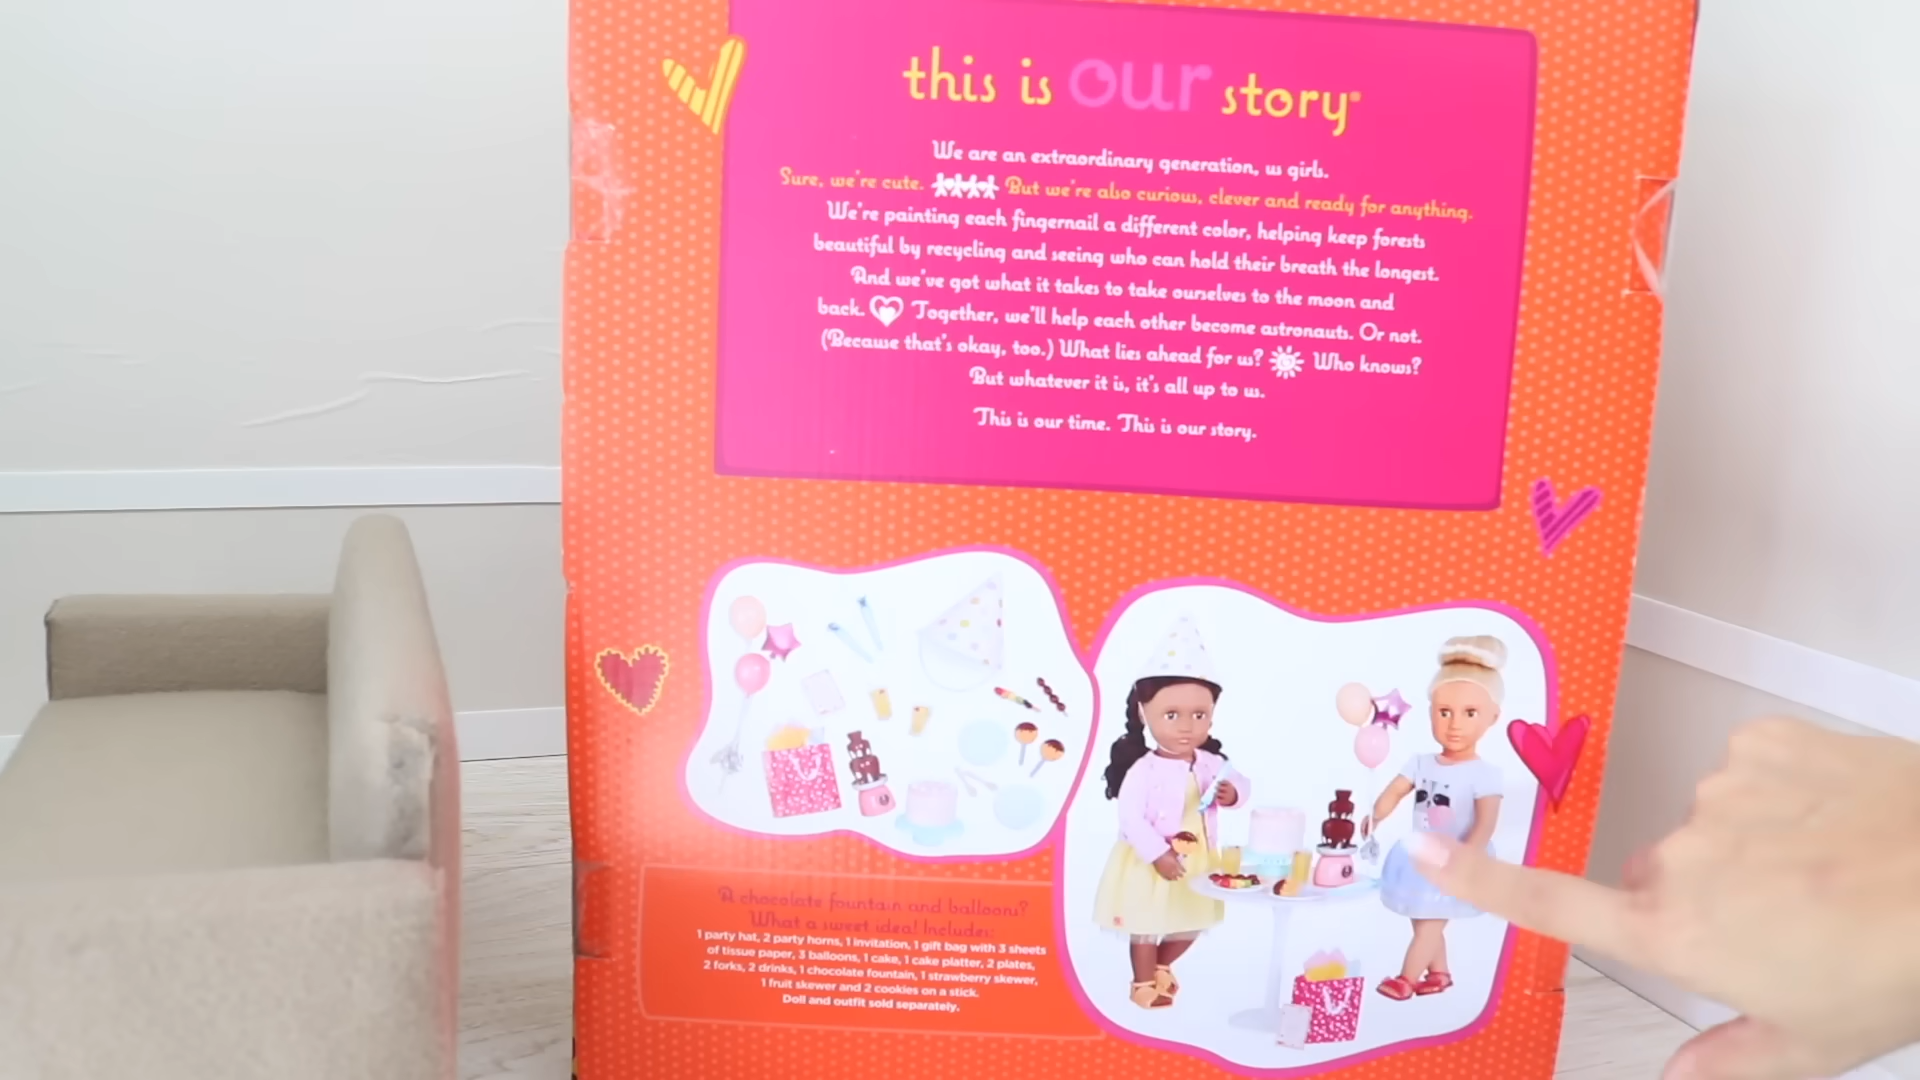 this is our story®
We are an extraordinary generation, us girls.
Sure, we're cute. But we're also curious, clever and ready for anything.
We're painting each fingernail a different color, helping keep forests
beautiful by recycling and seeing who can hold their breath the longest.
And we've got what it takes to take ourselves to the moon and
back. Together, we'll help each other become astronauts. Or not.
(Because that's okay, too.) What lies ahead for us? Who knows?
But whatever it is, it's all up to us.
This is our time. This is our story.
A chocolate fountain and balloons?
What a sweet idea! Includes:
1 party hat, 2 party horns, 1 invitation, 1 gift bag with 3 sheets
of tissue paper, 3 balloons, 1 cake, 1 cake platter, 2 plates,
2 forks, 2 drinks, 1 chocolate fountain, 1 strawberry skewer,
1 fruit skewer and 2 cookies on a stick.
Doll and outfit sold separately.